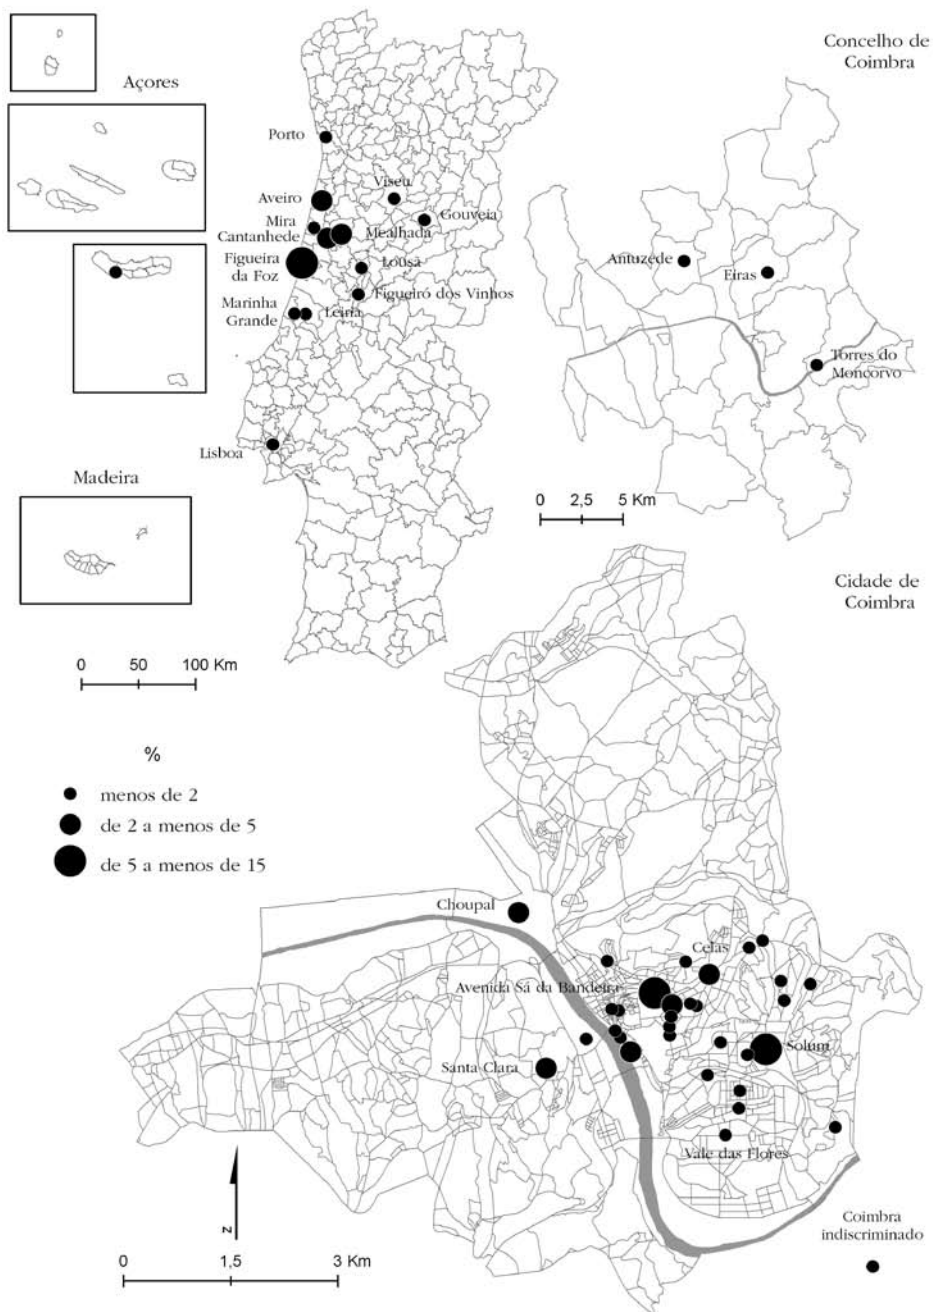 Açores
Concelho de
Coimbra
Porto
Aveiro
Viseu
Gouveia
Mira
Cantanhede
Mealhada
Figueira
da Foz
Lousã
Figueiró dos Vinhos
Marinha
Grande
Leiria
Lisboa
Antuzede
Eiras
Torres do
Moncorvo
0 2,5 5 Km
Madeira
0 50 100 Km
Cidade de
Coimbra
%
menos de 2
de 2 a menos de 5
de 5 a menos de 15
Choupal
Celas
Avenida Sá da Bandeira
Solum
Santa Clara
Vale das Flores
Coimbra
indiscriminado
N
0 1,5 3 Km